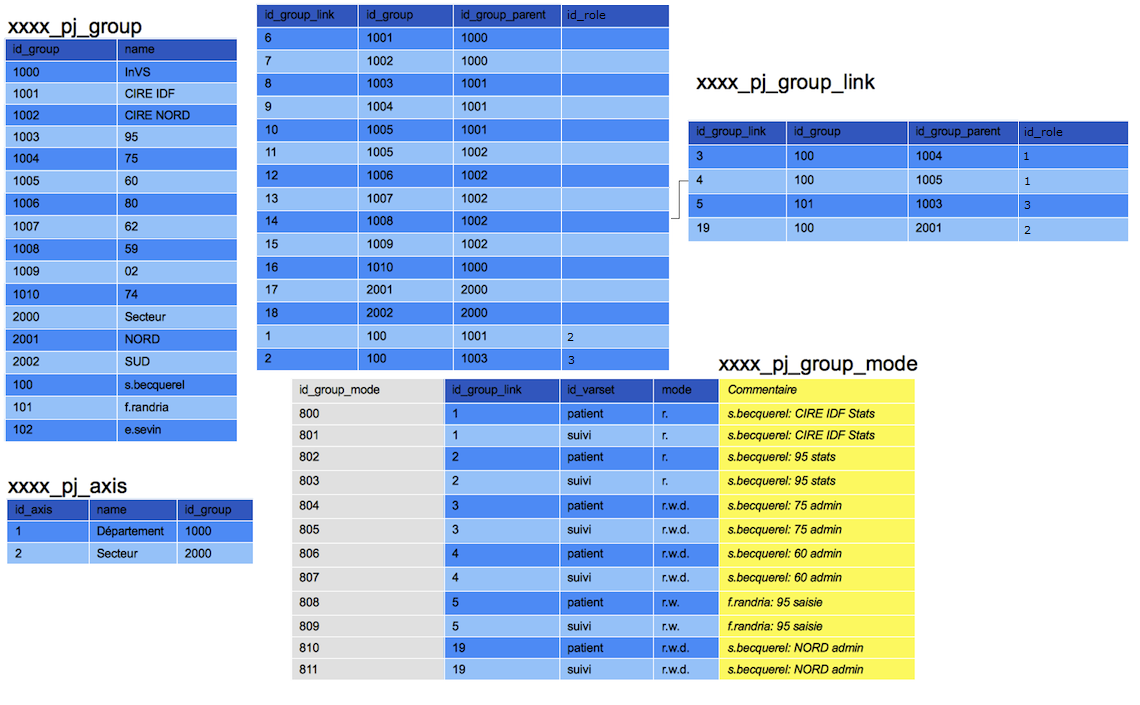 xxxx_pj_group
id_group name
1000 InVS
1001 CIRE IDF
1002 CIRE NORD
1003 95
1004 75
1005 60
1006 80
1007 62
1008 59
1009 02
1010 74
2000 Secteur
2001 NORD
2002 SUD
100 s.becquerel
101 f.randria
102 e.sevin
id_group_link id_group id_group_parent id_role
6 1001 1000
7 1002 1000
8 1003 1001
9 1004 1001
10 1005 1001
11 1005 1002
12 1006 1002
13 1007 1002
14 1008 1002
15 1009 1002
16 1010 1000
17 2001 2000
18 2002 2000
1 100 1001 2
2 100 1003 3
xxxx_pj_group_link
id_group_link id_group id_group_parent id_role
3 100 1004 1
4 100 1005 1
5 101 1003 3
19 100 2001 2
xxxx_pj_axis
id_axis name id_group
1 Département 1000
2 Secteur 2000
xxxx_pj_group_mode
id_group_mode id_group_link id_varset mode Commentaire
800 1 patient r. s.becquerel: CIRE IDF Stats
801 1 suivi r. s.becquerel: CIRE IDF Stats
802 2 patient r. s.becquerel: 95 stats
803 2 suivi r. s.becquerel: 95 stats
804 3 patient r.w.d. s.becquerel: 75 admin
805 3 suivi r.w.d. s.becquerel: 75 admin
806 4 patient r.w.d. s.becquerel: 60 admin
807 4 suivi r.w.d. s.becquerel: 60 admin
808 5 patient r.w. f.randria: 95 saisie
809 5 suivi r.w. f.randria: 95 saisie
810 19 patient r.w.d. s.becquerel: NORD admin
811 19 suivi r.w.d. s.becquerel: NORD admin